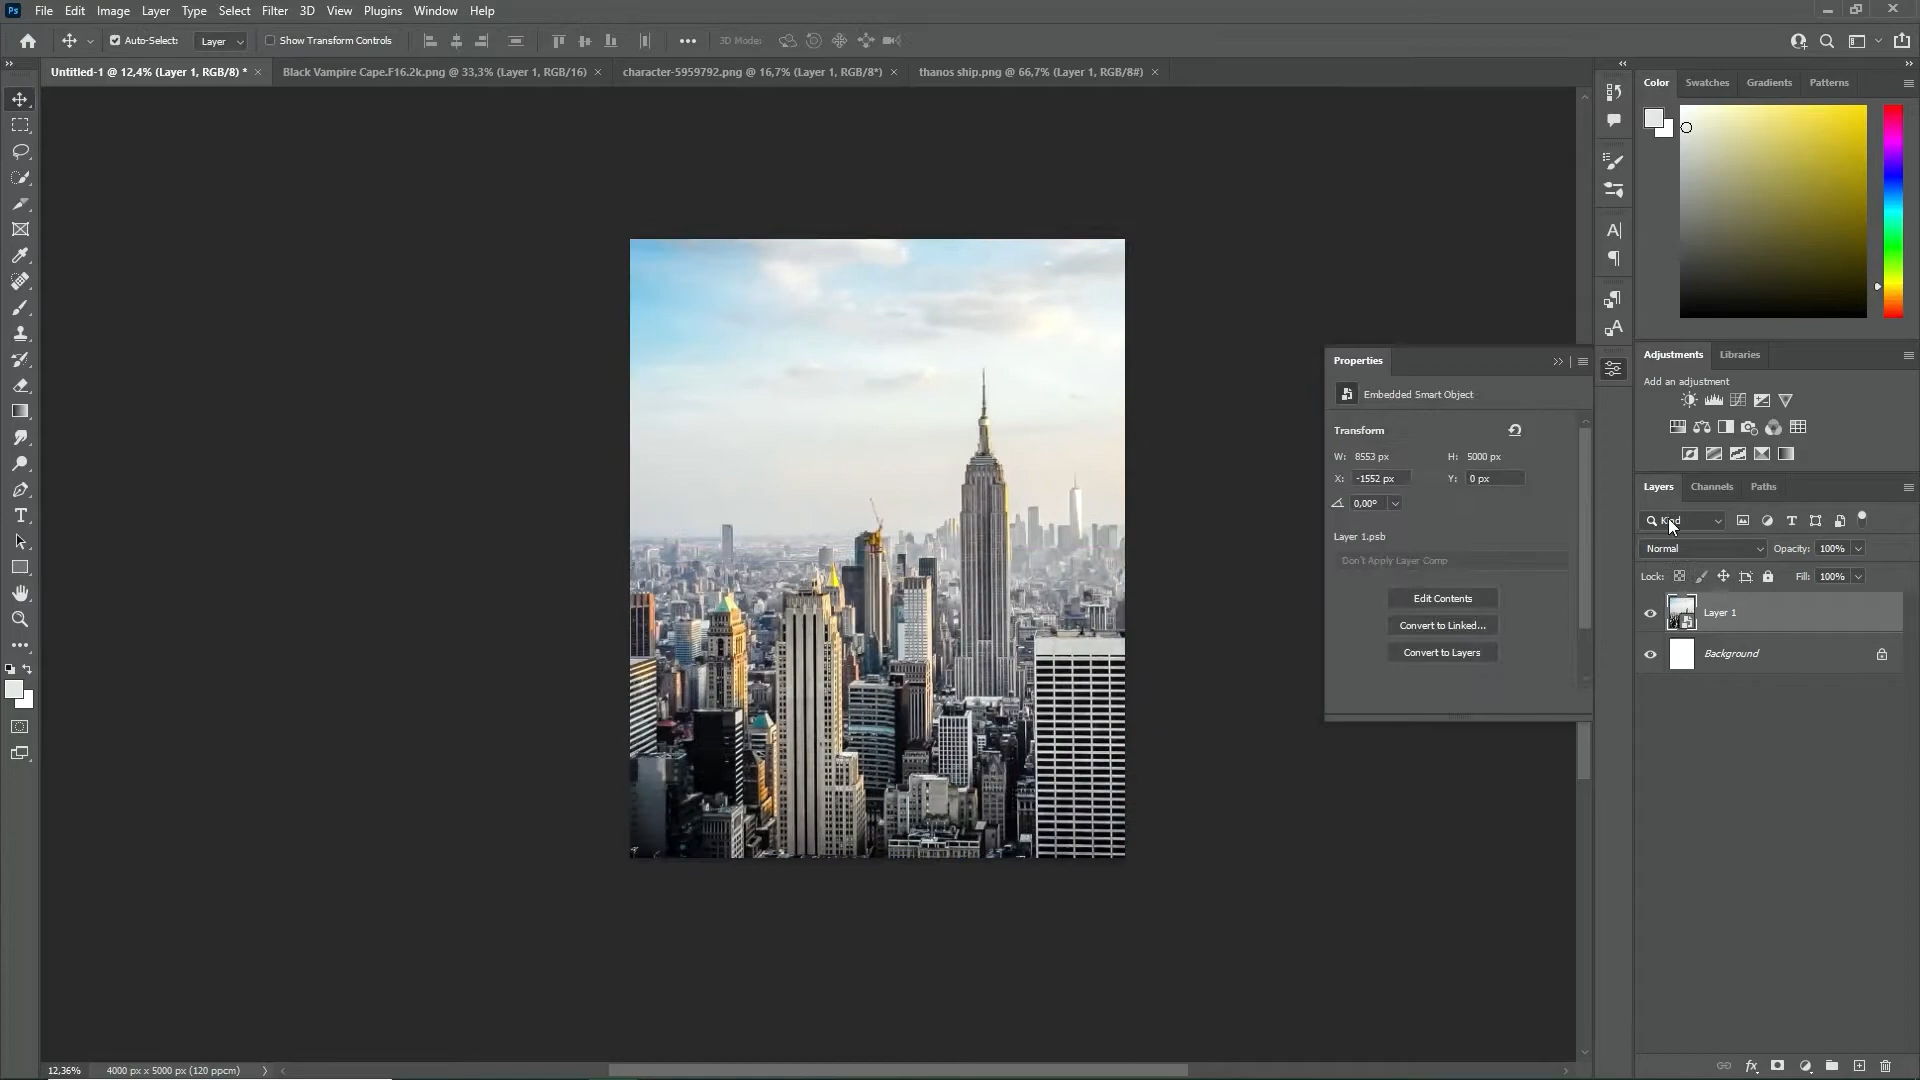 Ps File Edit Image Layer Type Select Filter 3D View Plugins Window Help
Auto-Select: Layer Show Transform Controls 3D Mode:
Untitled-1 @ 12,4% (Layer 1, RGB/8) * Black Vampire Cape.F16.2k.png @ 33,3% (Layer 1, RGB/16) character-5959792.png @ 16,7% (Layer 1, RGB/8*) thanos ship.png @ 66,7% (Layer 1, RGB/8#)
Color Swatches Gradients Patterns
Adjustments Libraries
Add an adjustment
Properties
Embedded Smart Object
Transform
W: 8553 px H: 5000 px
X: -1552 px Y: 0 px
0,00°
Layer 1.psb
Don't Apply Layer Comp
Edit Contents
Convert to Linked...
Convert to Layers
Layers Channels Paths
Kind
Normal Opacity: 100%
Lock: Fill: 100%
Layer 1
Background
12,36% 4000 px x 5000 px (120 ppcm)